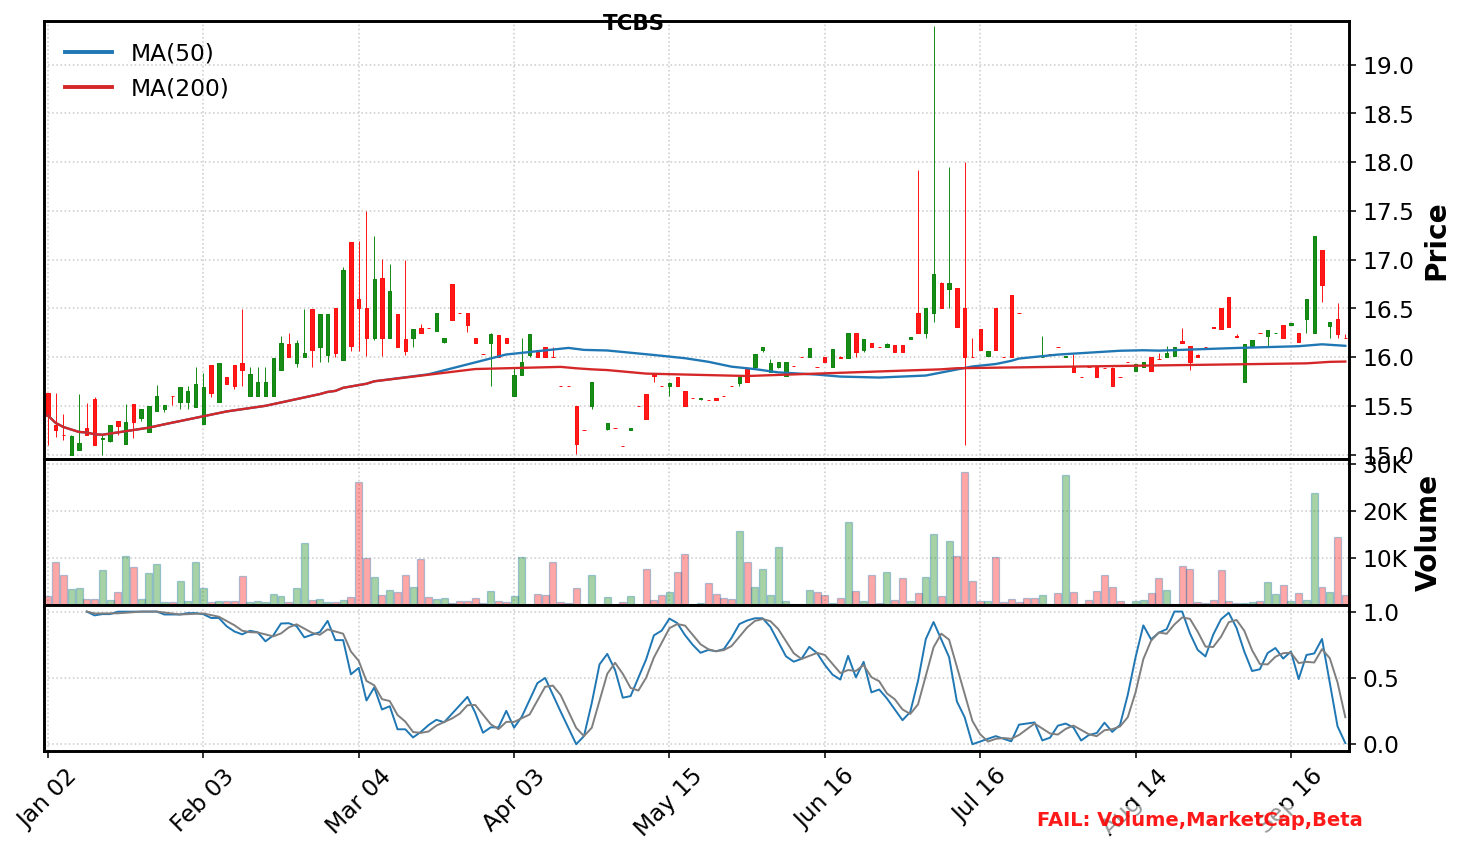 TCBS
MA(50)
MA(200)
19.0
18.5
18.0
17.5
17.0
16.5
16.0
15.5
15.0
Price
30K
20K
10K
Volume
1.0
0.5
0.0
Jan 02
Feb 03
Mar 04
Apr 03
May 15
Jun 16
Jul 16
Aug 14
Sep 16
FAIL: Volume,MarketCap,Beta